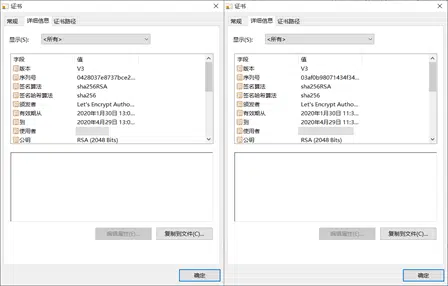 证书
常规 详细信息 证书路径
显示(S): <所有>
字段 值
版本 V3
序列号 0428037e8737bce2...
签名算法 sha256RSA
签名哈希算法 sha256
颁发者 Let's Encrypt Autho...
有效期从 2020年1月30日 13:0...
到 2020年4月29日 13:0...
使用者
公钥 RSA (2048 Bits)
编辑属性(E)... 复制到文件(C)...
确定
证书
常规 详细信息 证书路径
显示(S): <所有>
字段 值
版本 V3
序列号 03af0b98071434f34...
签名算法 sha256RSA
签名哈希算法 sha256
颁发者 Let's Encrypt Autho...
有效期从 2020年1月30日 11:3...
到 2020年4月29日 11:3...
使用者
公钥 RSA (2048 Bits)
编辑属性(E)... 复制到文件(C)...
确定